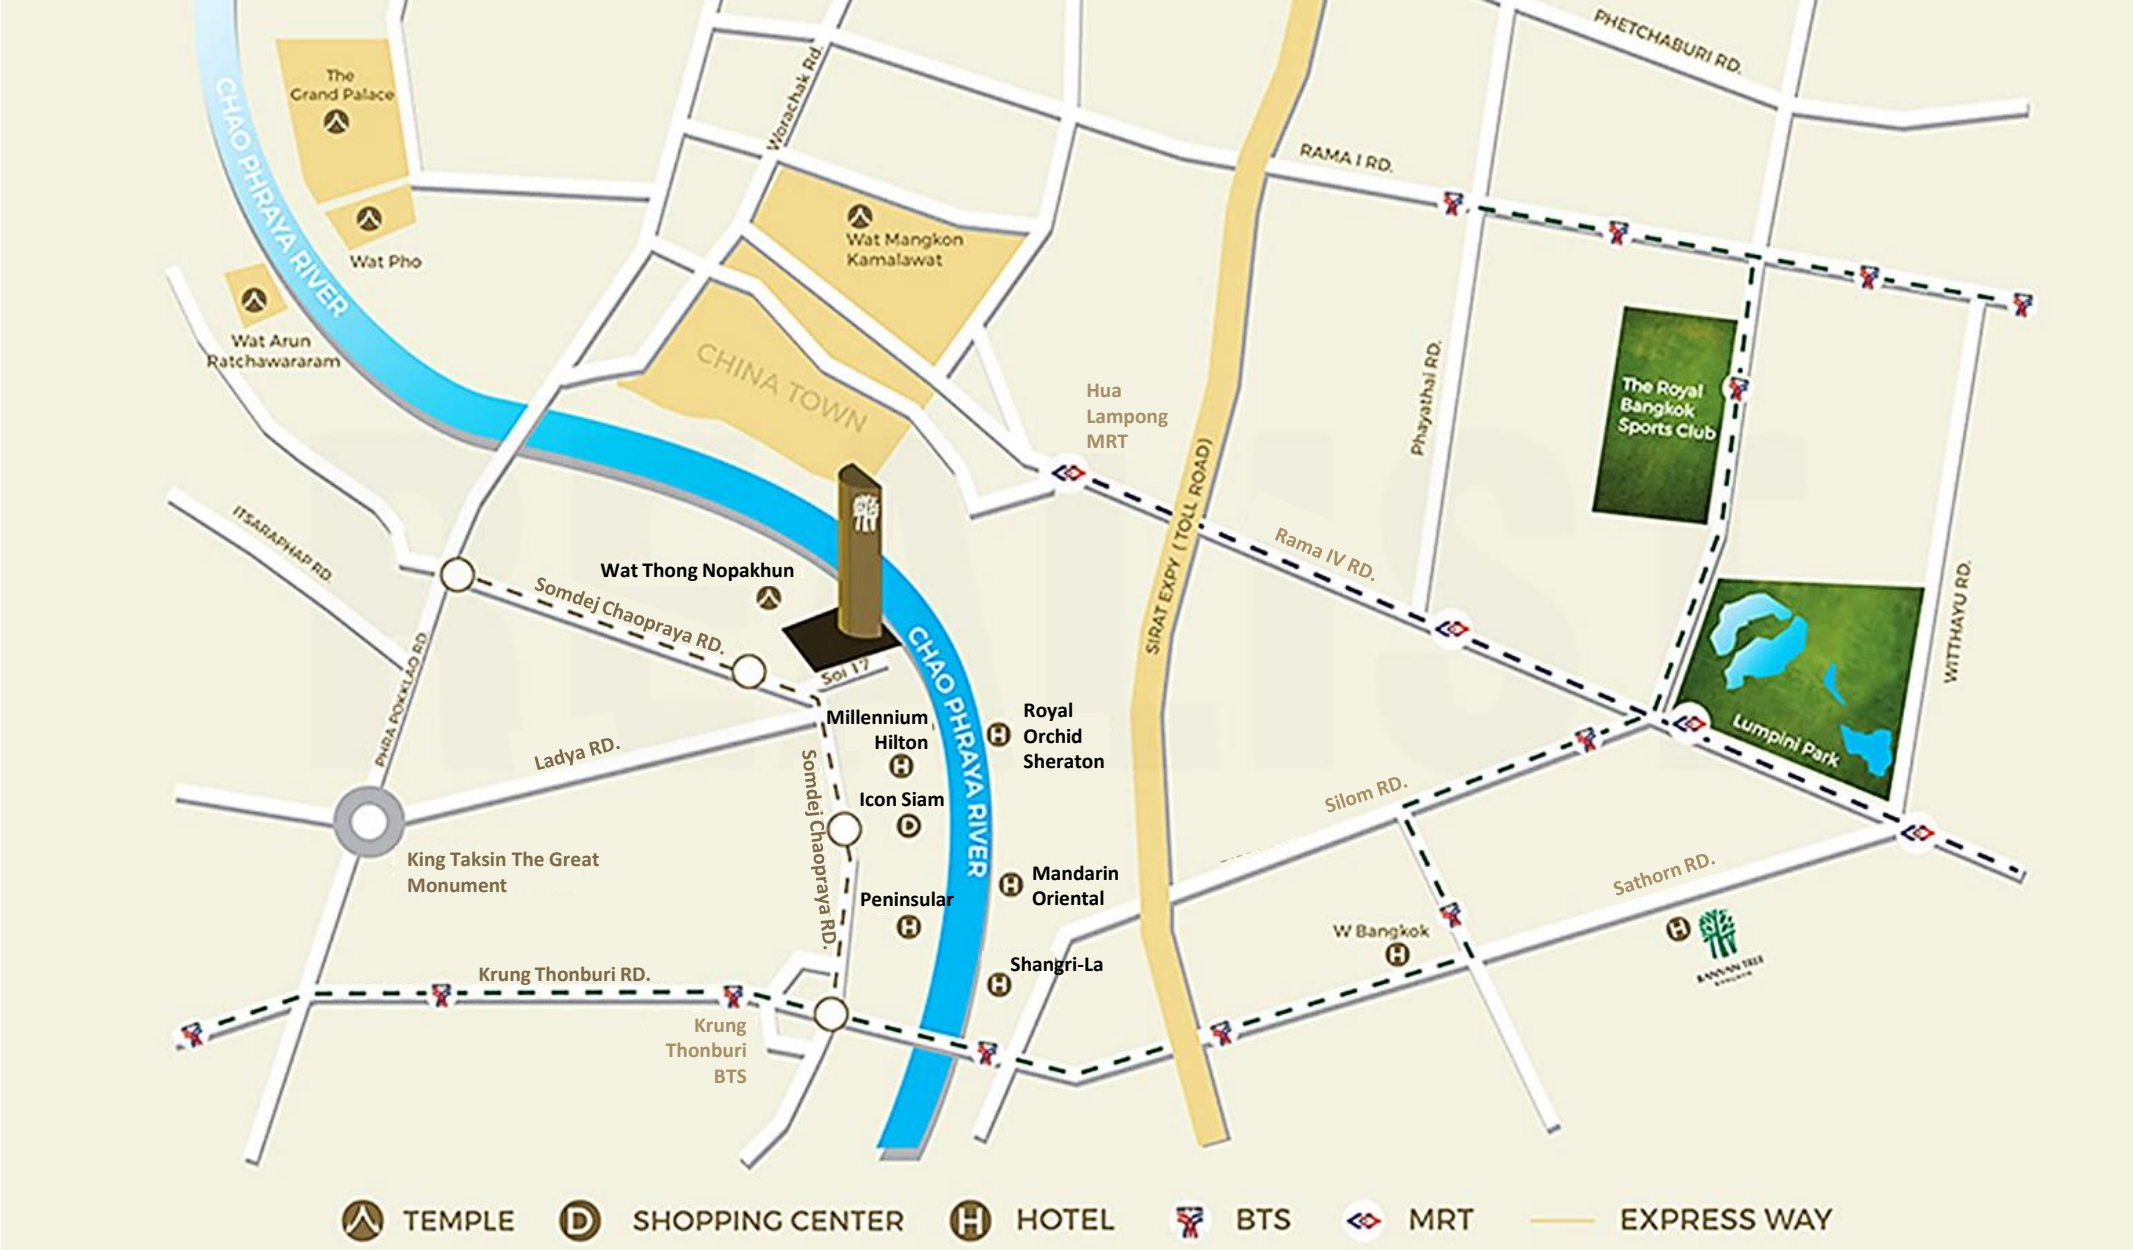 PHETCHABURI RD.
The
Grand Palace
Worachak Rd.
CHAO PHRAYA RIVER
RAMA I RD.
Wat Pho
Wat Mangkon
Kamalawat
Wat Arun
Ratchawararam
CHINA TOWN
Hua
Lampong
MRT
Phayathai RD.
The Royal
Bangkok
Sports Club
SIRAT EXPY ( TOLL ROAD)
Rama IV RD.
ITSARAPHAP RD.
Wat Thong Nopakhun
Somdej Chaopraya RD.
WITTHAYU RD.
PHRA POKKLAO RD.
Soi 17
CHAO PHRAYA RIVER
Millennium
Hilton
Royal
Orchid
Sheraton
Lumpini Park
Ladya RD.
Somdej Chaopraya RD.
Icon Siam
D
Silom RD.
King Taksin The Great
Monument
Mandarin
Oriental
Peninsular
Sathorn RD.
W Bangkok
Shangri-La
BANYAN TREE
Krung Thonburi RD.
Krung
Thonburi
BTS
TEMPLE
D SHOPPING CENTER
H HOTEL
BTS
MRT
EXPRESS WAY